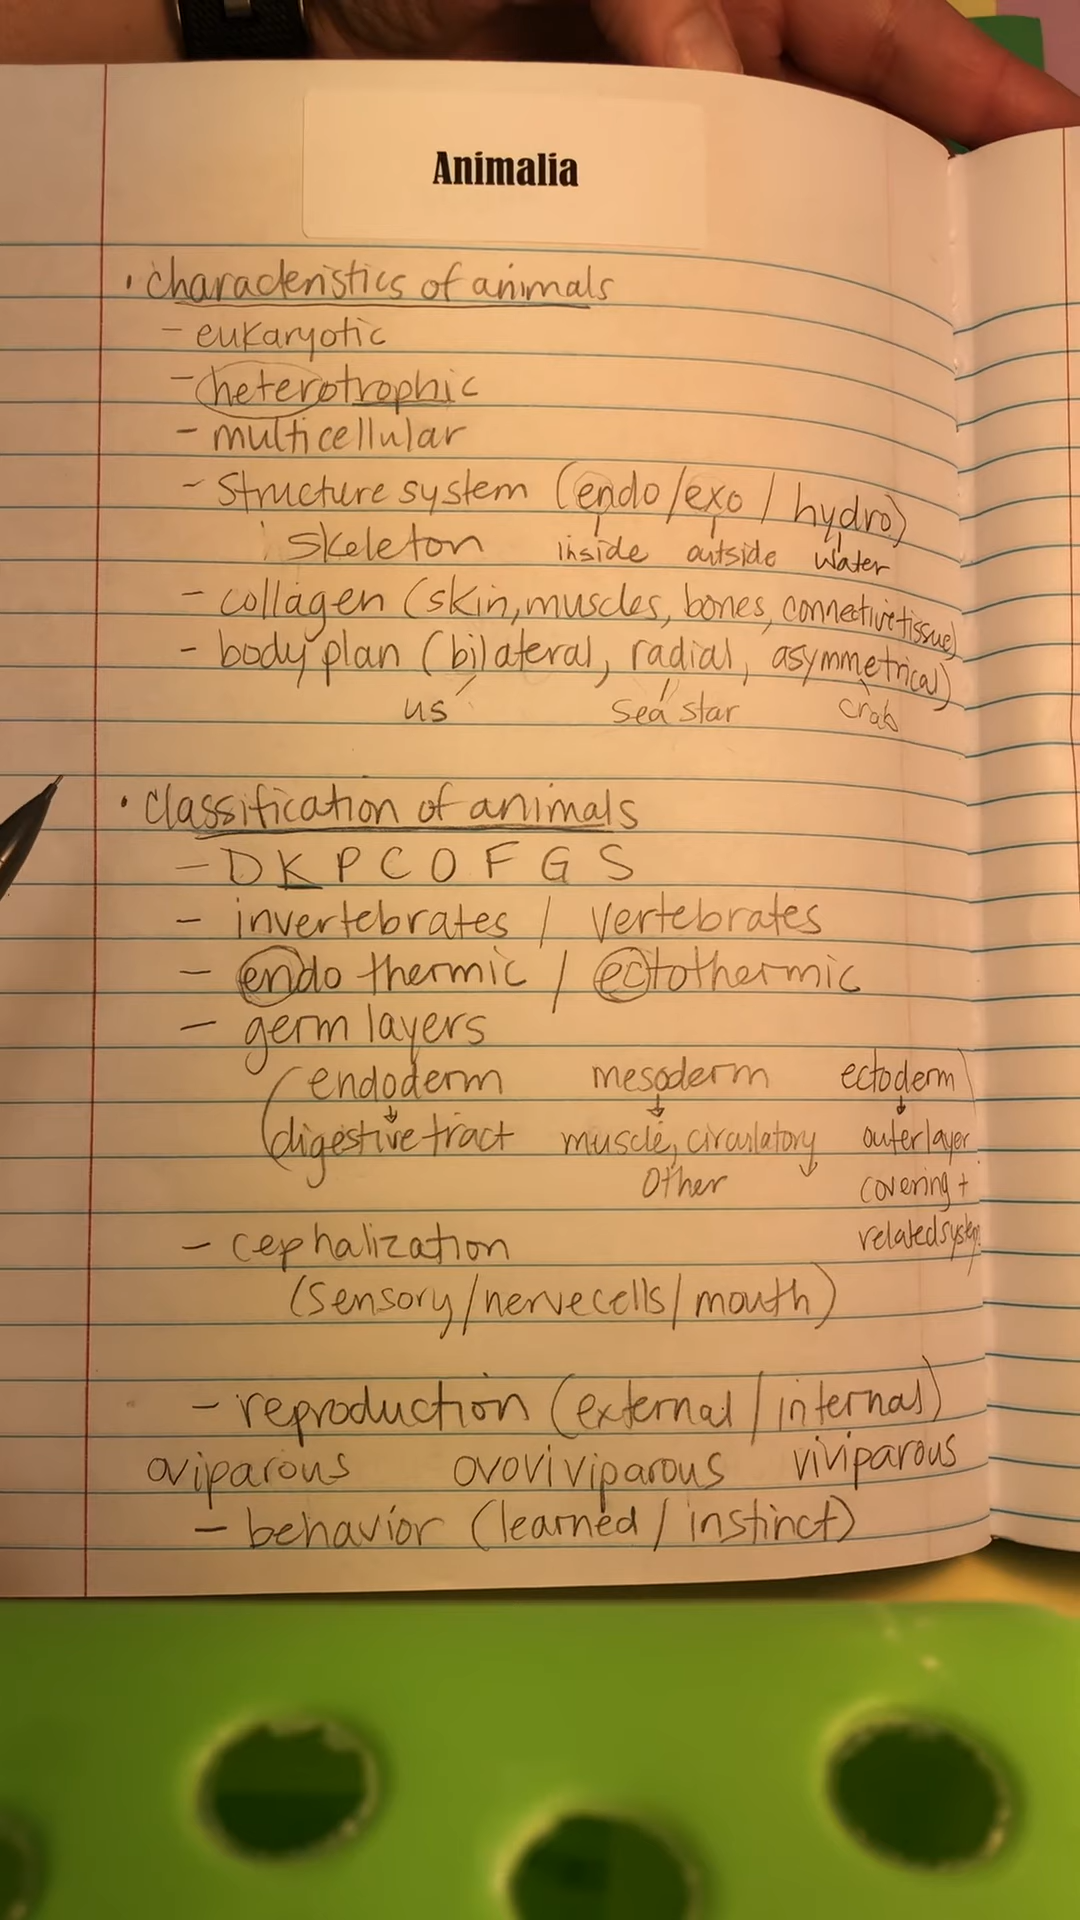 Animalia
• characteristics of animals
- eukaryotic
- heterotrophic
- multicellular
- structure system (endo/exo/hydro)
skeleton inside outside water
- collagen (skin, muscles, bones, connective tissue)
- body plan (bilateral, radial, asymmetrical)
us sea star crab
• classification of animals
- D K P C O F G S
- invertebrates / vertebrates
- endothermic / ectothermic
- germ layers
(endoderm mesoderm ectoderm)
digestive tract muscle, circulatory outer layer
other covering +
related system
- cephalization
(sensory/nerve cells/mouth)
- reproduction (external/internal)
oviparous ovoviviparous viviparous
- behavior (learned/instinct)